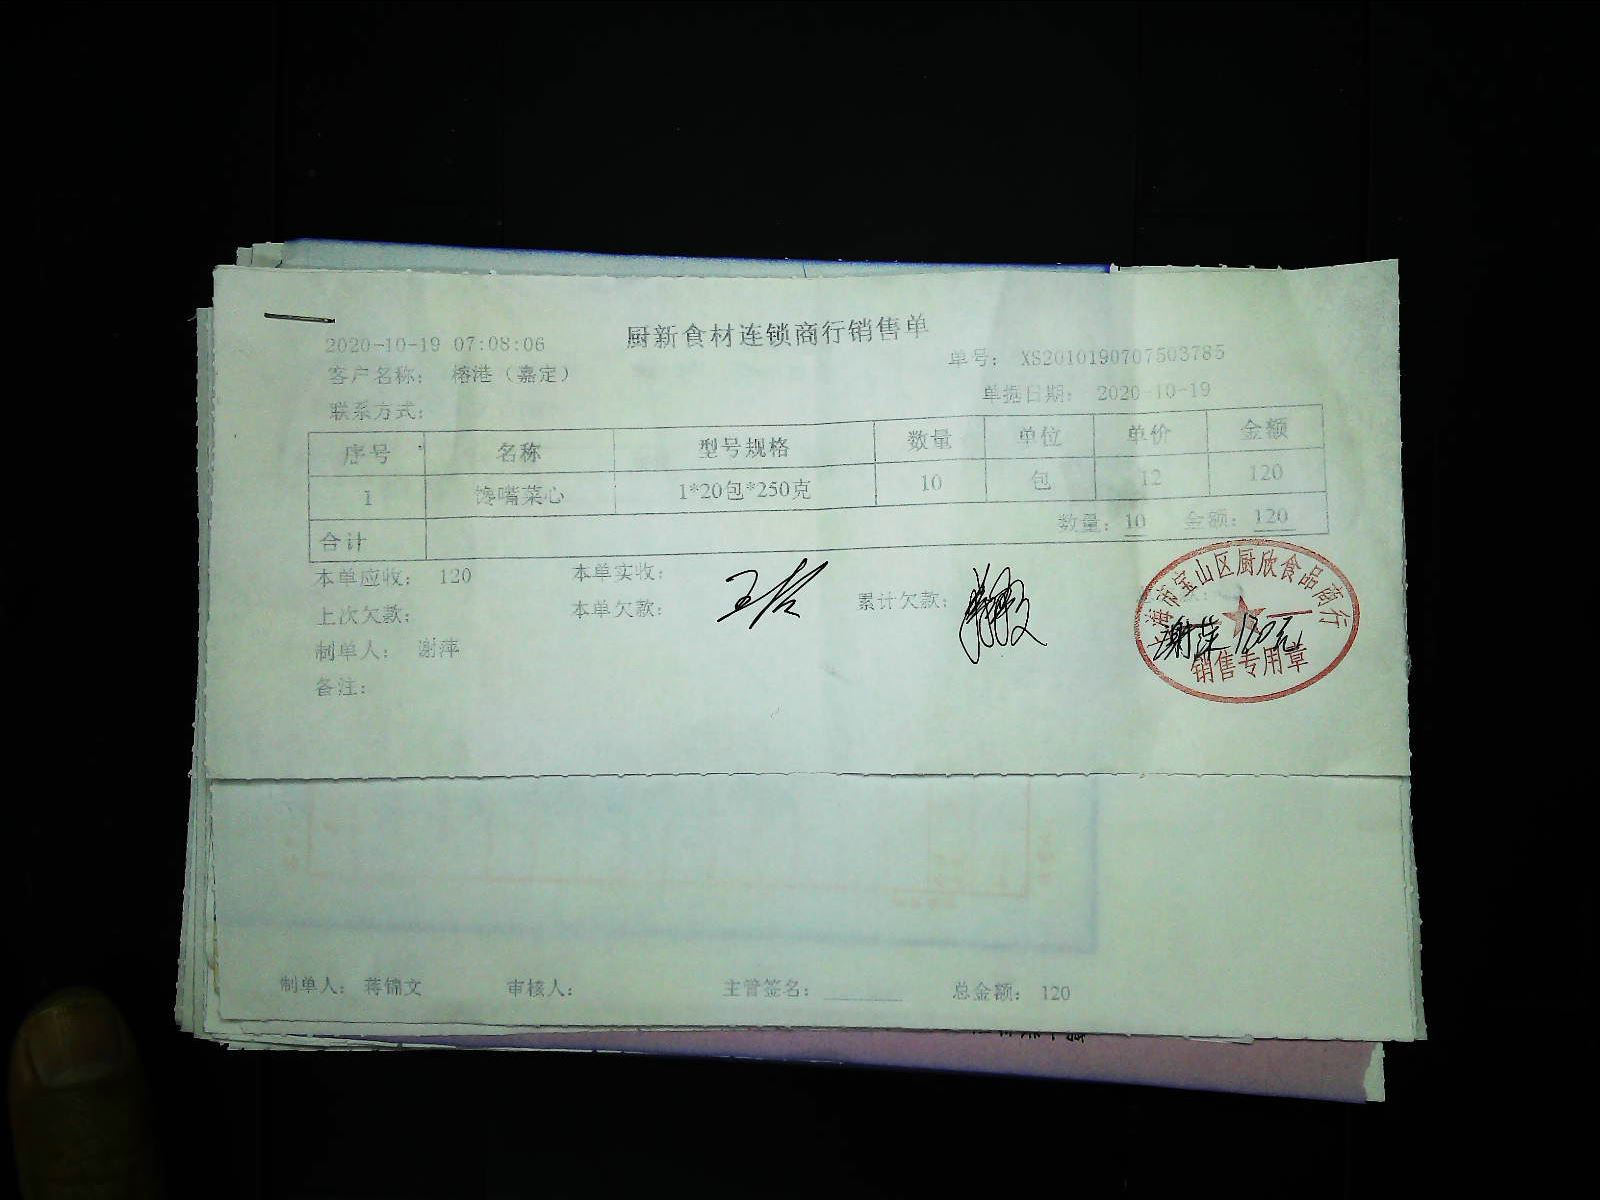 厨新食材连锁商行销售单
2020-10-19 07:08:06
单号: XS2010190707503785
客户名称: 榕港（嘉定）
单据日期: 2020-10-19
联系方式:
序号 名称 型号规格 数量 单位 单价 金额
1 馋嘴菜心 1*20包*250克 10 包 12 120
合计 数量: 10 金额: 120
本单应收: 120 本单实收:
上次欠款: 本单欠款: 累计欠款:
制单人: 谢萍
备注:
上海市宝山区厨欣食品商行
谢萍 120元
销售专用章
制单人: 蒋锦文 审核人: 主管签名: 总金额: 120